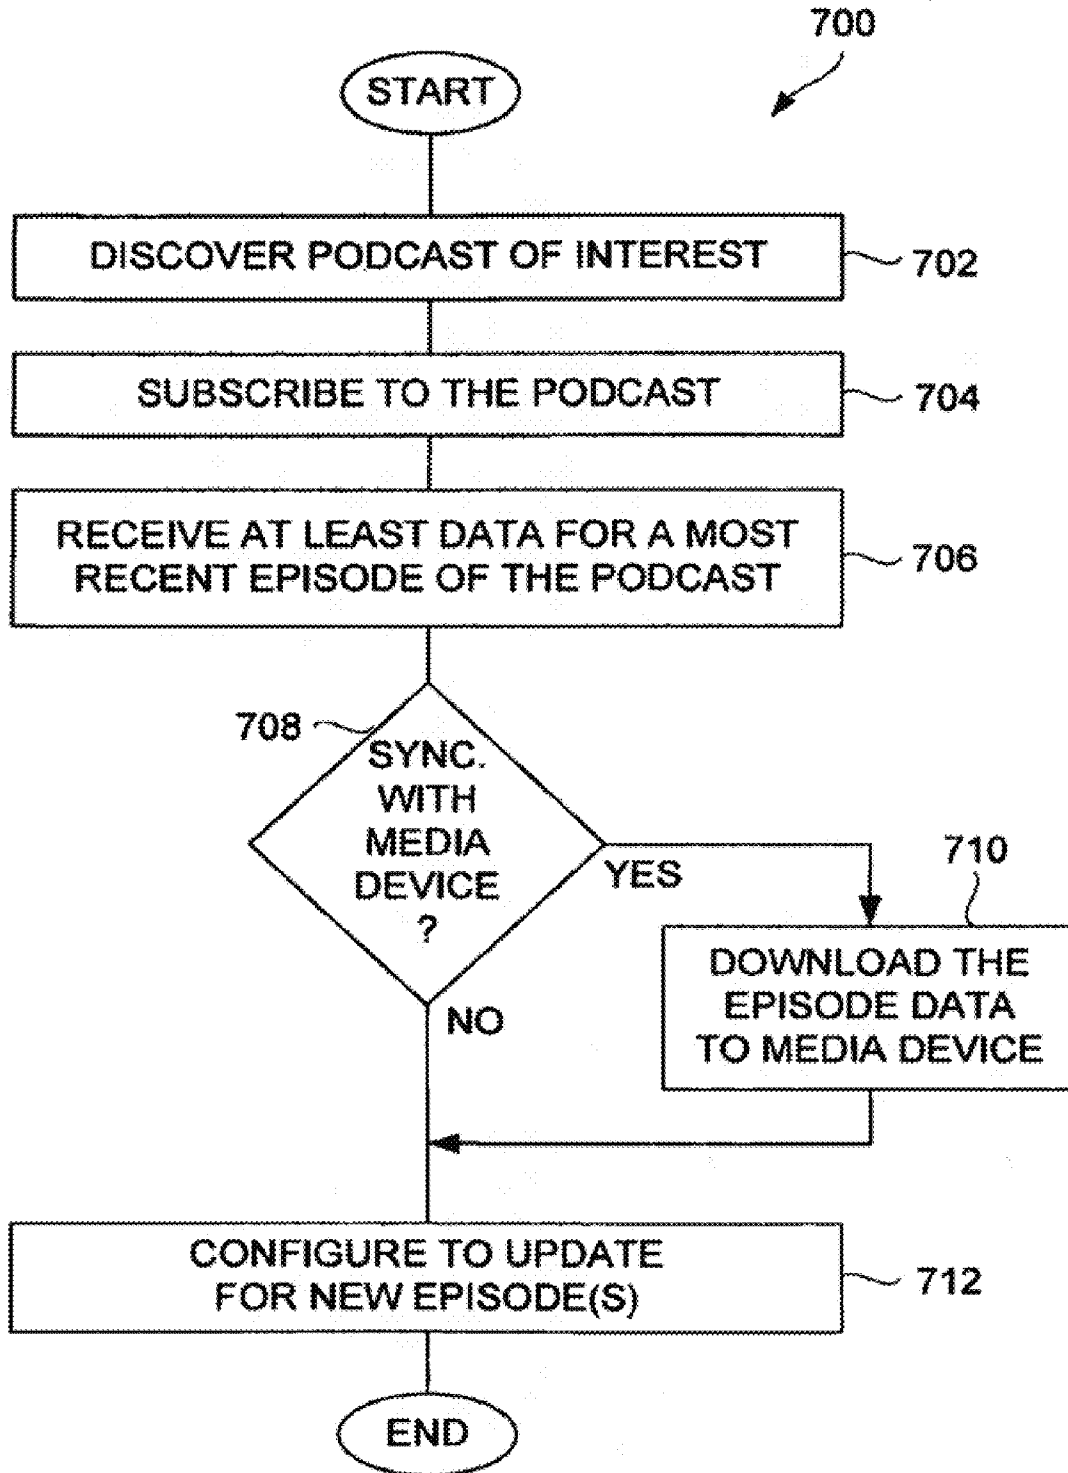 700
START
DISCOVER PODCAST OF INTEREST
702
SUBSCRIBE TO THE PODCAST
704
RECEIVE AT LEAST DATA FOR A MOST
RECENT EPISODE OF THE PODCAST
706
708
SYNC.
WITH
MEDIA
DEVICE
?
YES
NO
710
DOWNLOAD THE
EPISODE DATA
TO MEDIA DEVICE
CONFIGURE TO UPDATE
FOR NEW EPISODE(S)
712
END